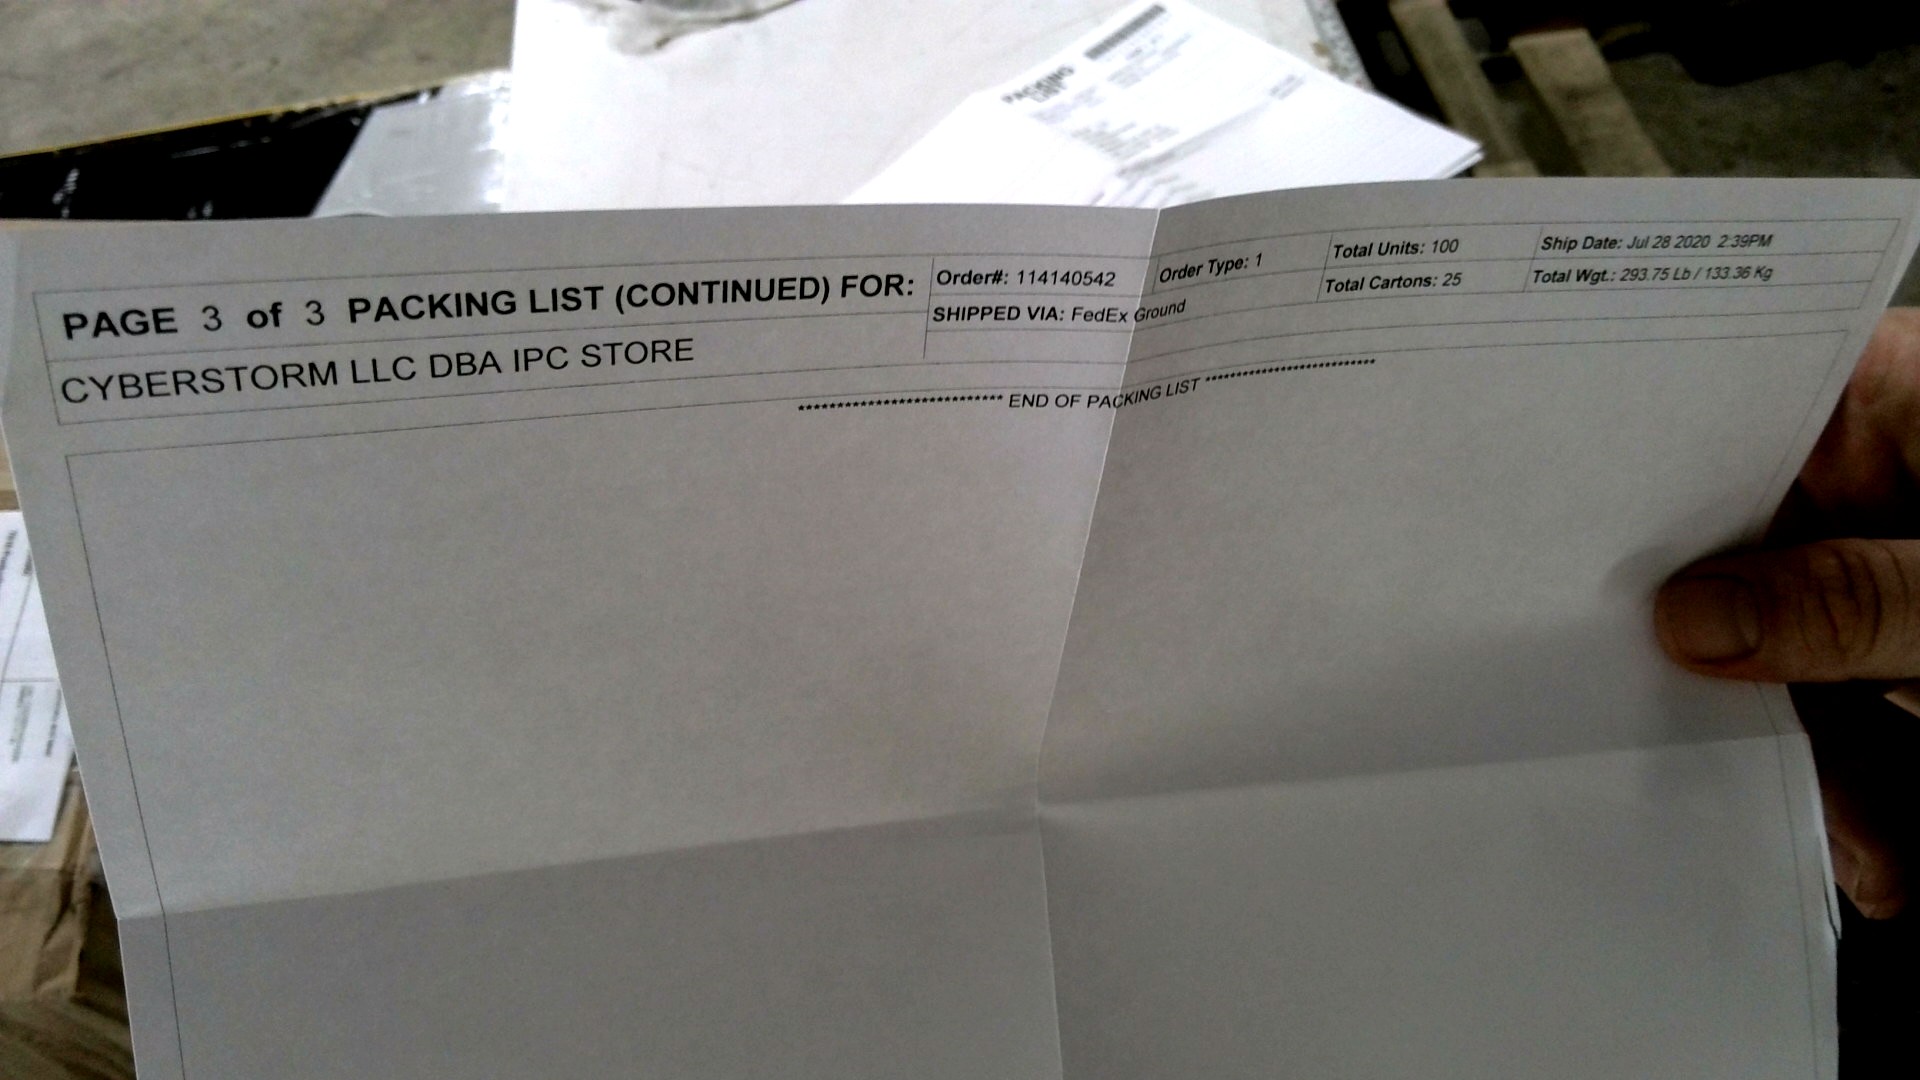 PACKING
LIST
PAGE 3 of 3 PACKING LIST (CONTINUED) FOR:
CYBERSTORM LLC DBA IPC STORE
Order#: 114140542
SHIPPED VIA: FedEx Ground
Order Type: 1
Total Units: 100
Total Cartons: 25
Ship Date: Jul 28 2020 2:39PM
Total Wgt.: 293.75 Lb / 133.36 Kg
*************************** END OF PACKING LIST ***************************